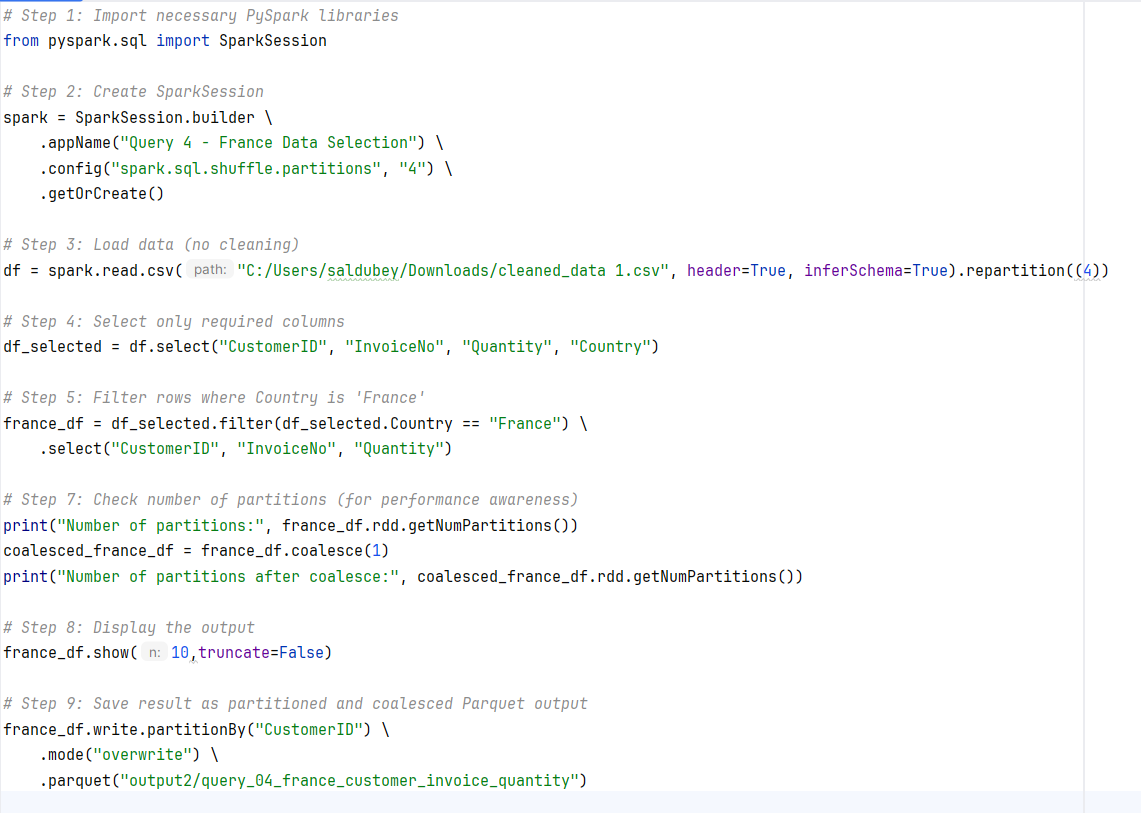 # Step 1: Import necessary PySpark libraries
from pyspark.sql import SparkSession
# Step 2: Create SparkSession
spark = SparkSession.builder \
    .appName("Query 4 - France Data Selection") \
    .config("spark.sql.shuffle.partitions", "4") \
    .getOrCreate()
# Step 3: Load data (no cleaning)
df = spark.read.csv( path: "C:/Users/saldubey/Downloads/cleaned_data 1.csv", header=True, inferSchema=True).repartition((4))
# Step 4: Select only required columns
df_selected = df.select("CustomerID", "InvoiceNo", "Quantity", "Country")
# Step 5: Filter rows where Country is 'France'
france_df = df_selected.filter(df_selected.Country == "France") \
    .select("CustomerID", "InvoiceNo", "Quantity")
# Step 7: Check number of partitions (for performance awareness)
print("Number of partitions:", france_df.rdd.getNumPartitions())
coalesced_france_df = france_df.coalesce(1)
print("Number of partitions after coalesce:", coalesced_france_df.rdd.getNumPartitions())
# Step 8: Display the output
france_df.show( n: 10,truncate=False)
# Step 9: Save result as partitioned and coalesced Parquet output
france_df.write.partitionBy("CustomerID") \
    .mode("overwrite") \
    .parquet("output2/query_04_france_customer_invoice_quantity")